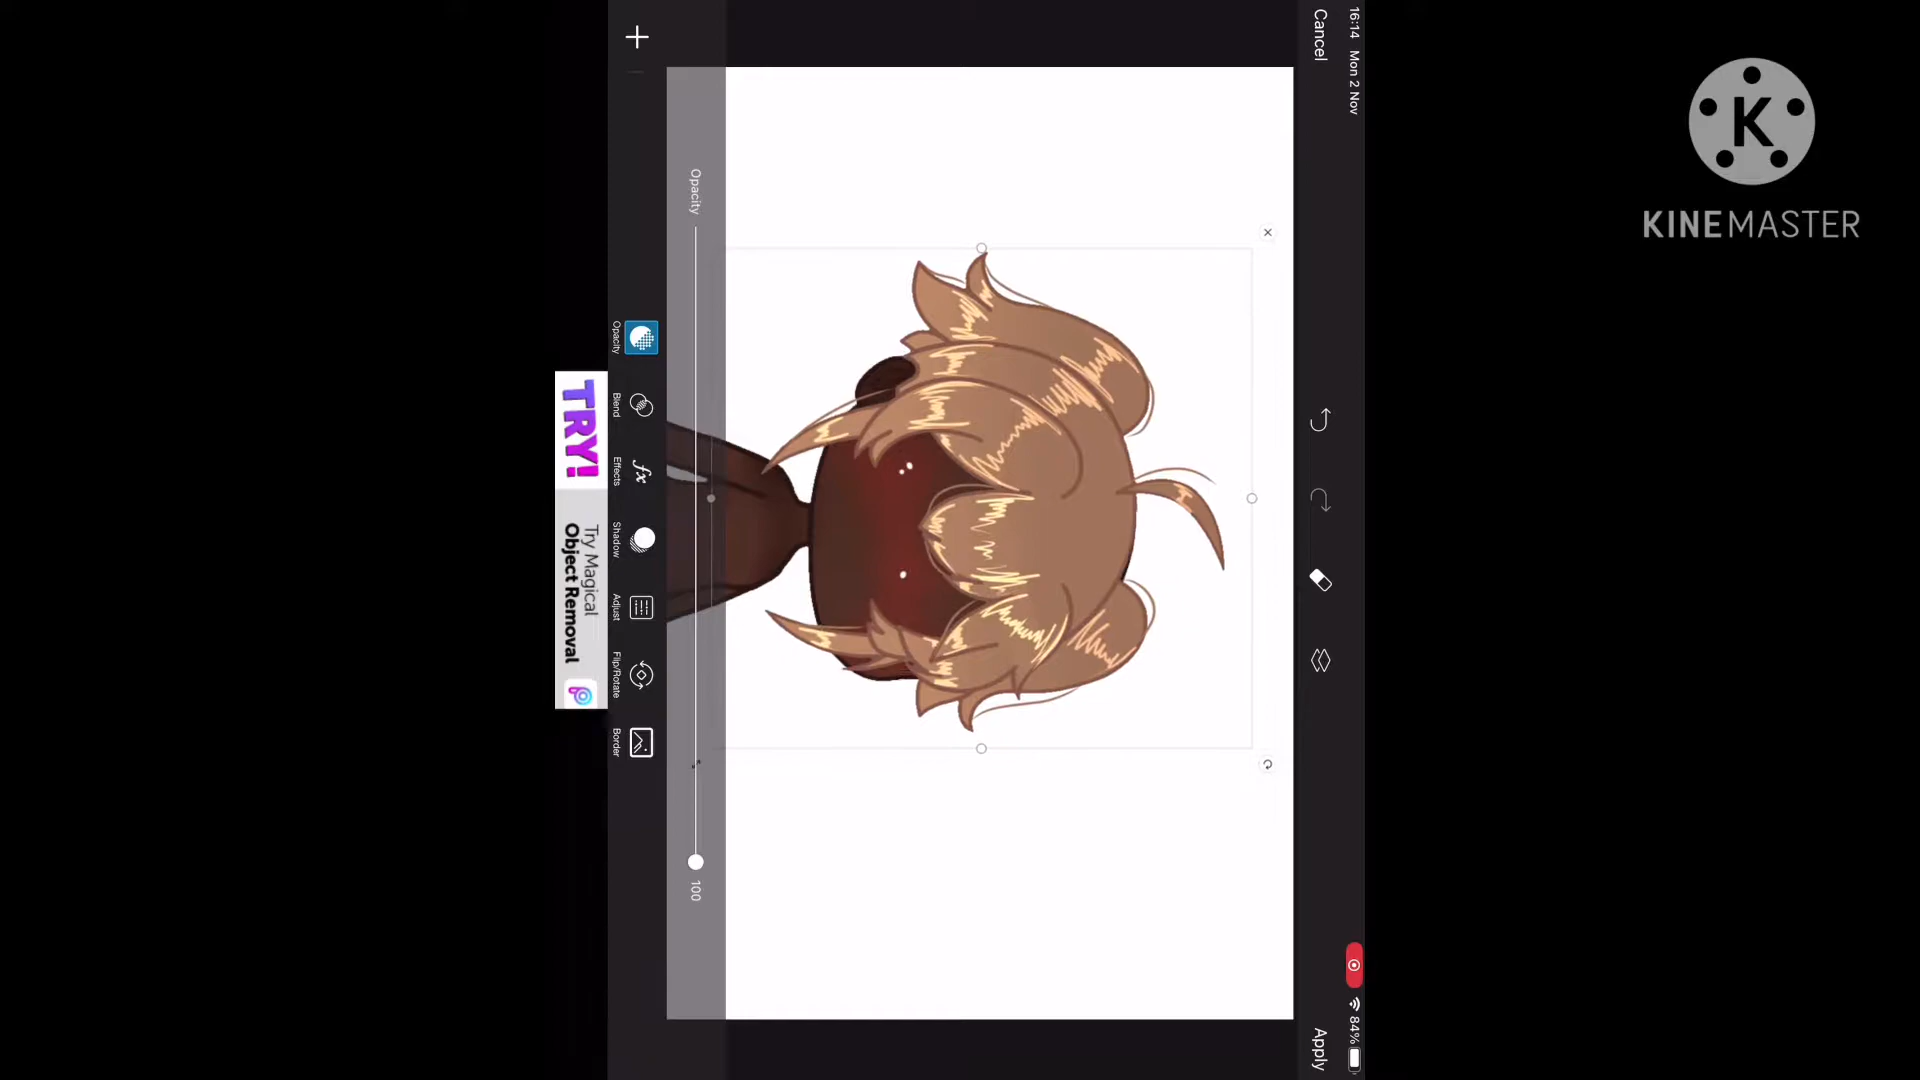 16:14 Mon 2 Nov
84%
Cancel
Apply
Opacity
100
Opacity
Blend
fx
Effects
Shadow
Adjust
Flip/Rotate
Border
TRY!
Try Magical
Object Removal
K
KINEMASTER